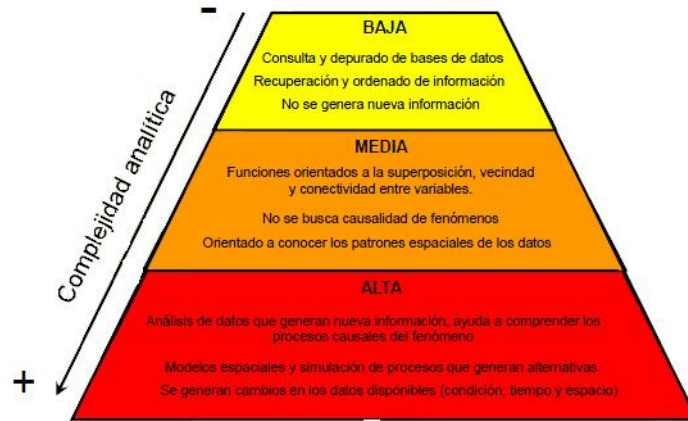 -
BAJA
Consulta y depurado de bases de datos
Recuperación y ordenado de información
No se genera nueva información
MEDIA
Funciones orientados a la superposición, vecindad
y conectividad entre variables.
No se busca causalidad de fenómenos
Orientado a conocer los patrones espaciales de los datos
ALTA
Análisis de datos que generan nueva información, ayuda a comprender los
procesos causales del fenómeno
Modelos espaciales y simulación de procesos que generan alternativas
Se generan cambios en los datos disponibles (condición, tiempo y espacio)
Complejidad analítica
+